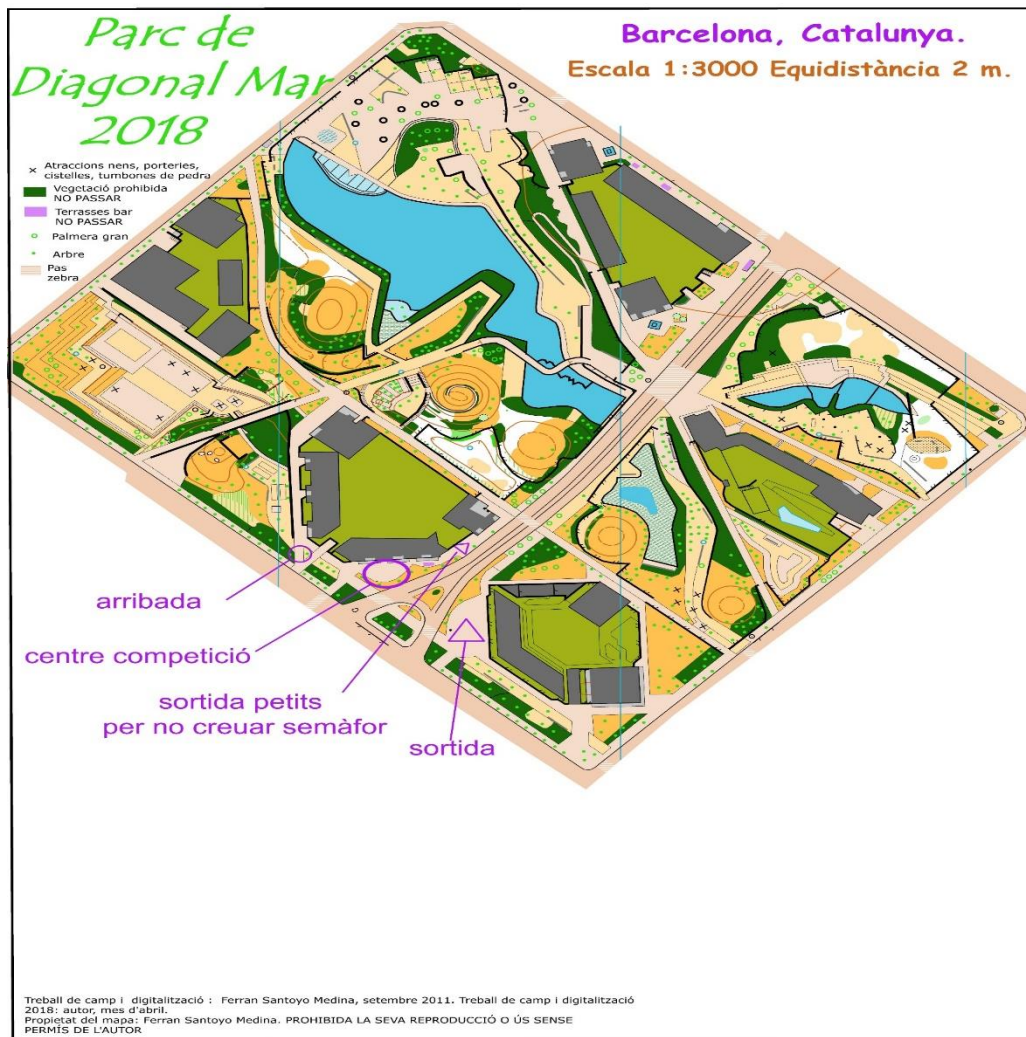 Parc de
Diagonal Mar
2018
Barcelona, Catalunya.
Escala 1:3000 Equidistància 2 m.
Atraccions nens, porteries,
cistelles, tumbones de pedra
Vegetació prohibida
NO PASSAR
Terrasses bar
NO PASSAR
Palmera gran
Arbre
Pas
zebra
arribada
centre competició
sortida petits
per no creuar semàfor
sortida
Treball de camp i digitalització : Ferran Santoyo Medina, setembre 2011. Treball de camp i digitalització
2018: autor, mes d'abril.
Propietat del mapa: Ferran Santoyo Medina. PROHIBIDA LA SEVA REPRODUCCIÓ O ÚS SENSE
PERMÍS DE L'AUTOR